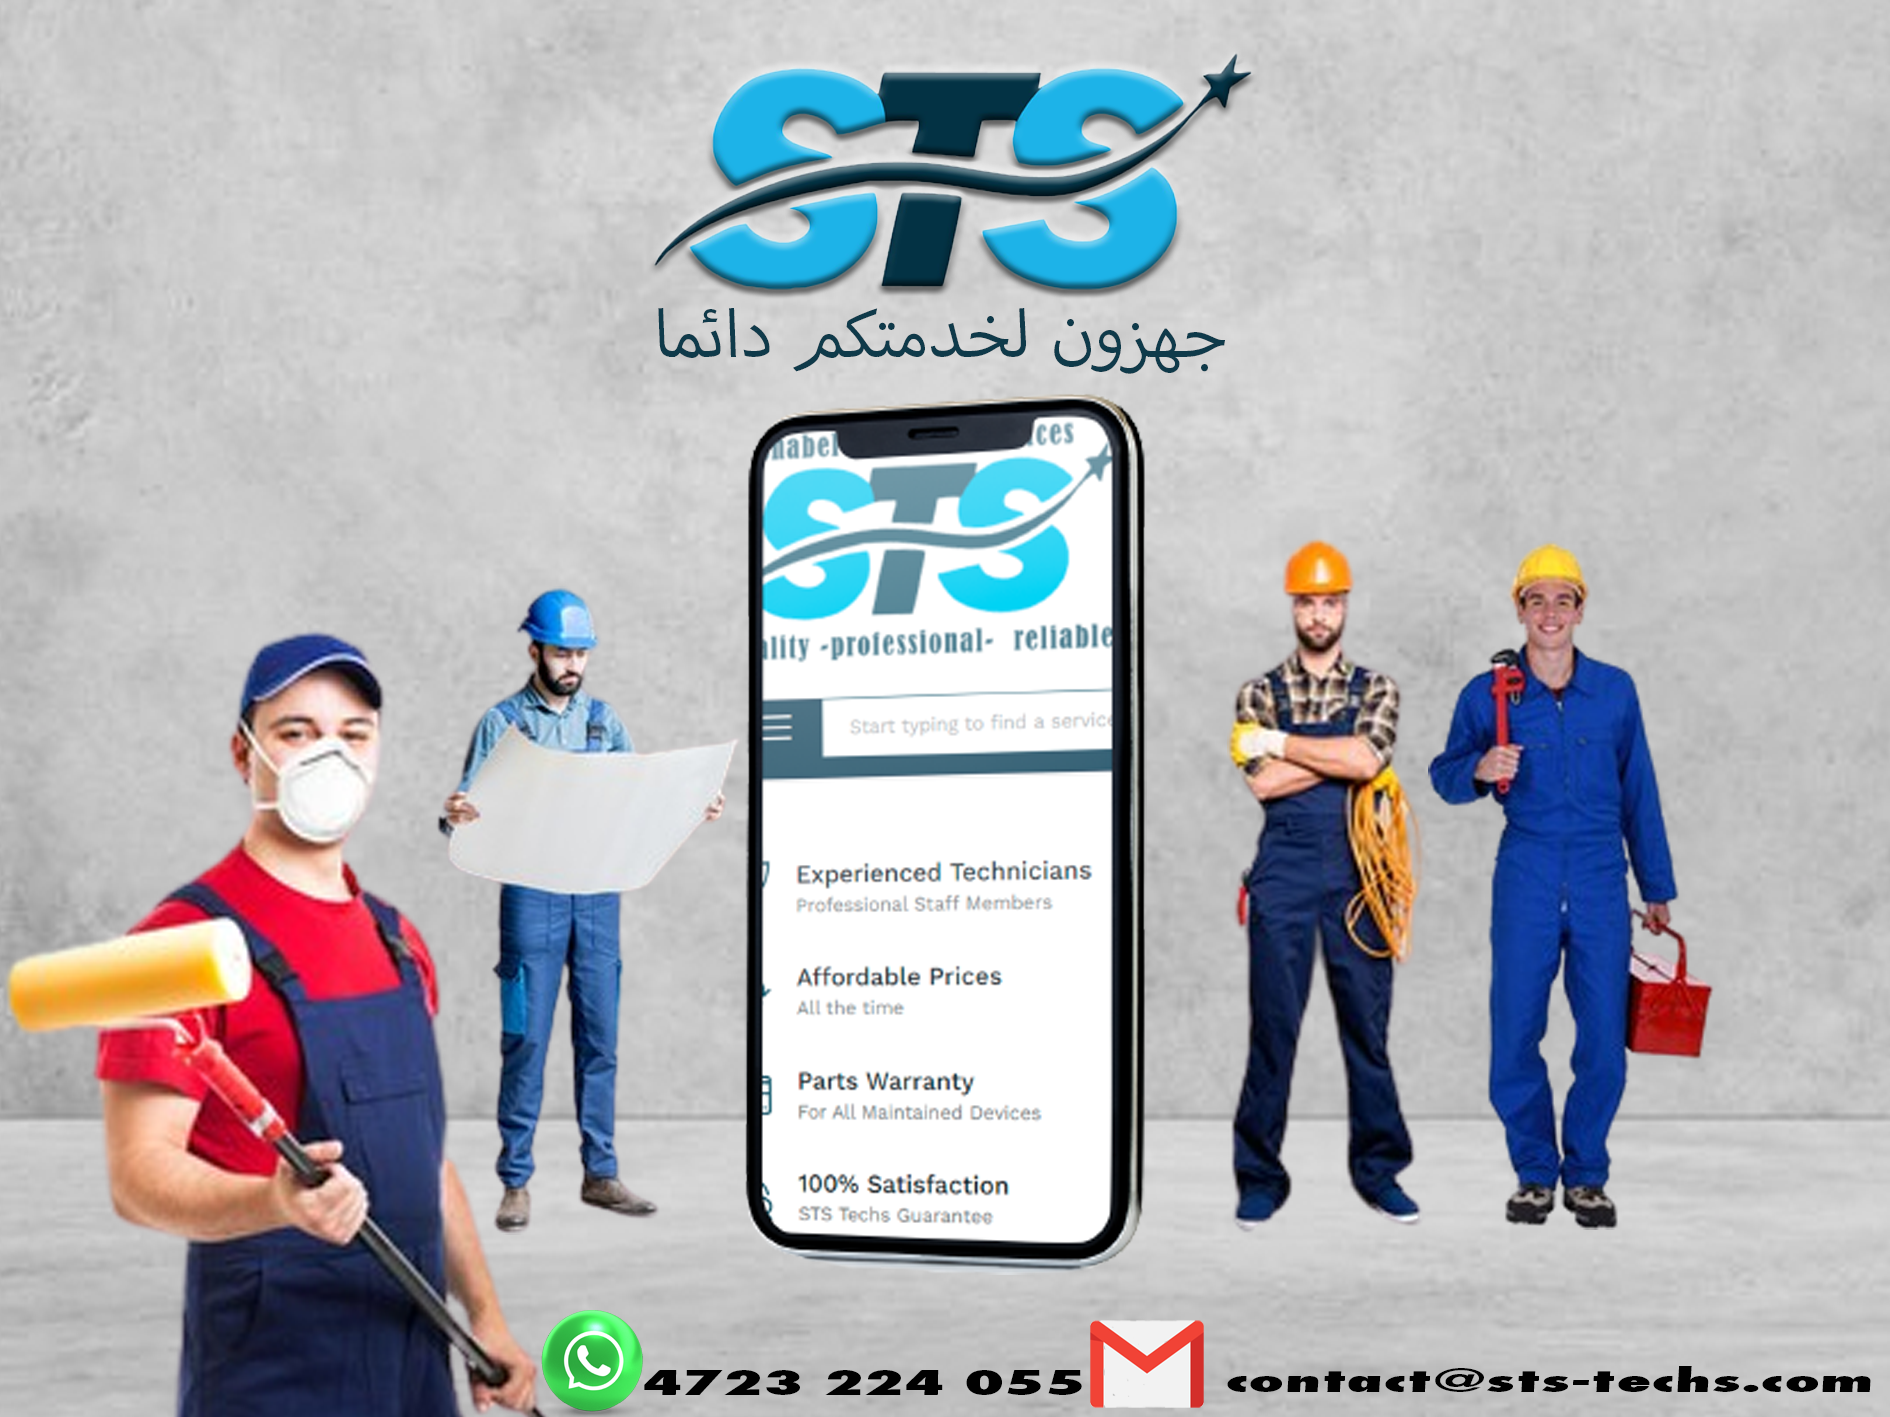 STS
جهزون لخدمتكم دائما
STS
-professional- reliable
Start typing to find a service
Experienced Technicians
Professional Staff Members
Affordable Prices
All the time
Parts Warranty
For All Maintained Devices
100% Satisfaction
STS Techs Guarantee
4723 224 055
contact@sts-techs.com